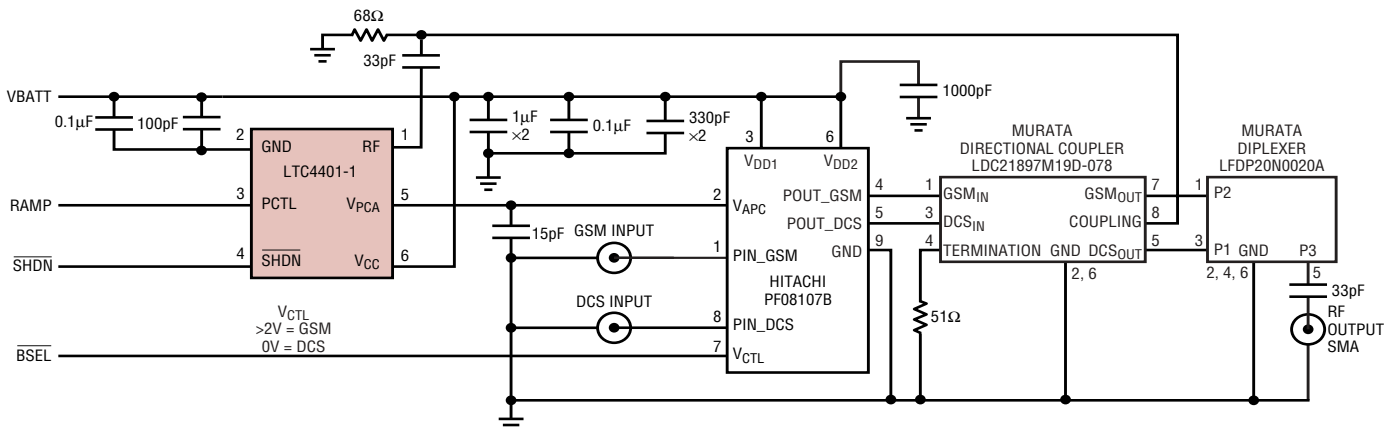 68Ω
33pF
VBATT
0.1µF
100pF
1µF
×2
0.1µF
330pF
×2
1000pF
2
GND
RF
1
LTC4401-1
RAMP
3
PCTL
VPCA
5
SHDN
4
SHDN
VCC
6
15pF
GSM INPUT
DCS INPUT
VCTL
>2V = GSM
0V = DCS
BSEL
3
6
VDD1
VDD2
2
VAPC
1
PIN_GSM
8
PIN_DCS
7
VCTL
POUT_GSM
4
POUT_DCS
5
GND
9
HITACHI
PF08107B
MURATA
DIRECTIONAL COUPLER
LDC21897M19D-078
1
GSMIN
3
DCSIN
4
TERMINATION
GND
2, 6
GSMOUT
7
COUPLING
8
DCSOUT
5
51Ω
MURATA
DIPLEXER
LFDP20N0020A
1
P2
3
P1
GND
2, 4, 6
P3
5
33pF
RF
OUTPUT
SMA